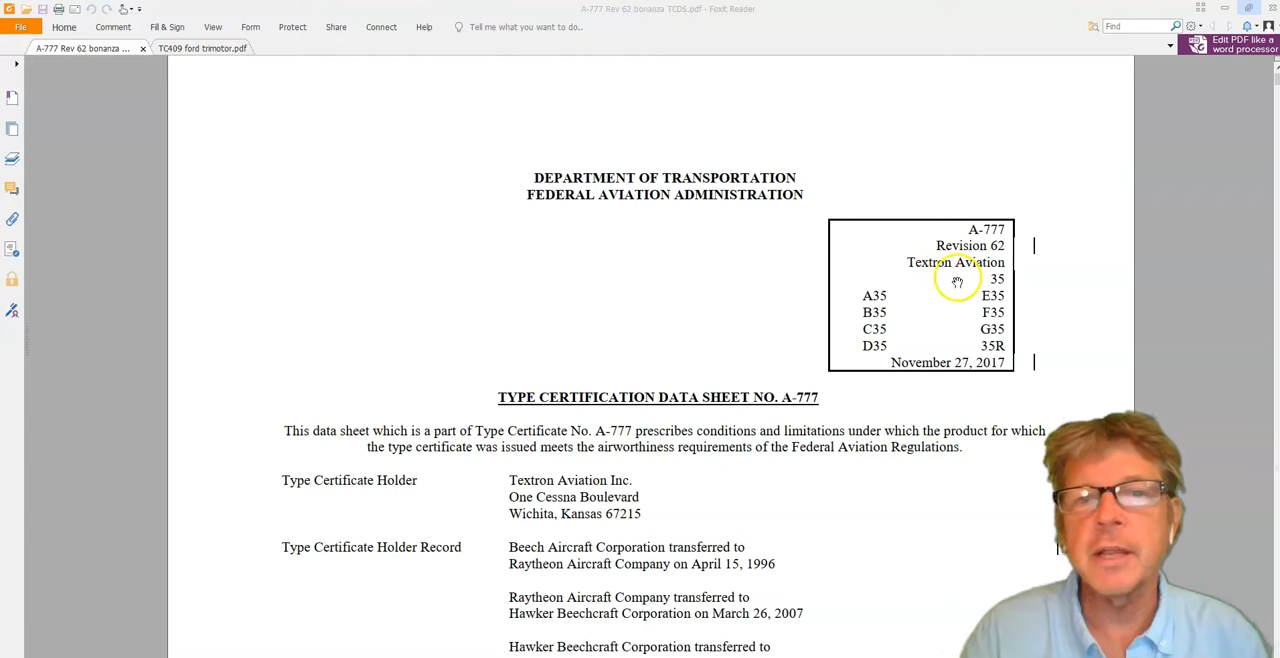 A-777 Rev 62 bonanza TCDS.pdf - Foxit Reader
File Home Comment Fill & Sign View Form Protect Share Connect Help Tell me what you want to do.. Find
A-777 Rev 62 bonanza ... TC409 ford trimotor.pdf
Edit PDF like a
word processor
DEPARTMENT OF TRANSPORTATION
FEDERAL AVIATION ADMINISTRATION
A-777
Revision 62
Textron Aviation
35
A35 E35
B35 F35
C35 G35
D35 35R
November 27, 2017
TYPE CERTIFICATION DATA SHEET NO. A-777
This data sheet which is a part of Type Certificate No. A-777 prescribes conditions and limitations under which the product for which
the type certificate was issued meets the airworthiness requirements of the Federal Aviation Regulations.
Type Certificate Holder Textron Aviation Inc.
One Cessna Boulevard
Wichita, Kansas 67215
Type Certificate Holder Record Beech Aircraft Corporation transferred to
Raytheon Aircraft Company on April 15, 1996
Raytheon Aircraft Company transferred to
Hawker Beechcraft Corporation on March 26, 2007
Hawker Beechcraft Corporation transferred to